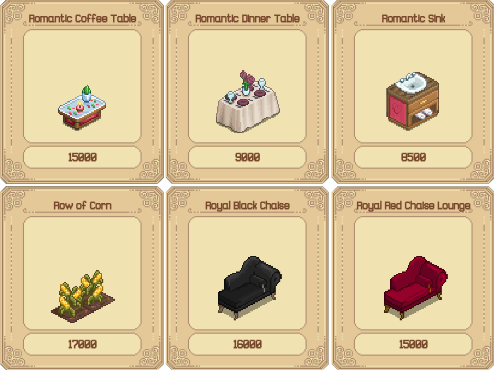 Romantic Coffee Table
Romantic Dinner Table
Romantic Sink
15000
9000
8500
Row of Corn
Royal Black Chaise
Royal Red Chaise Lounge
17000
16000
15000